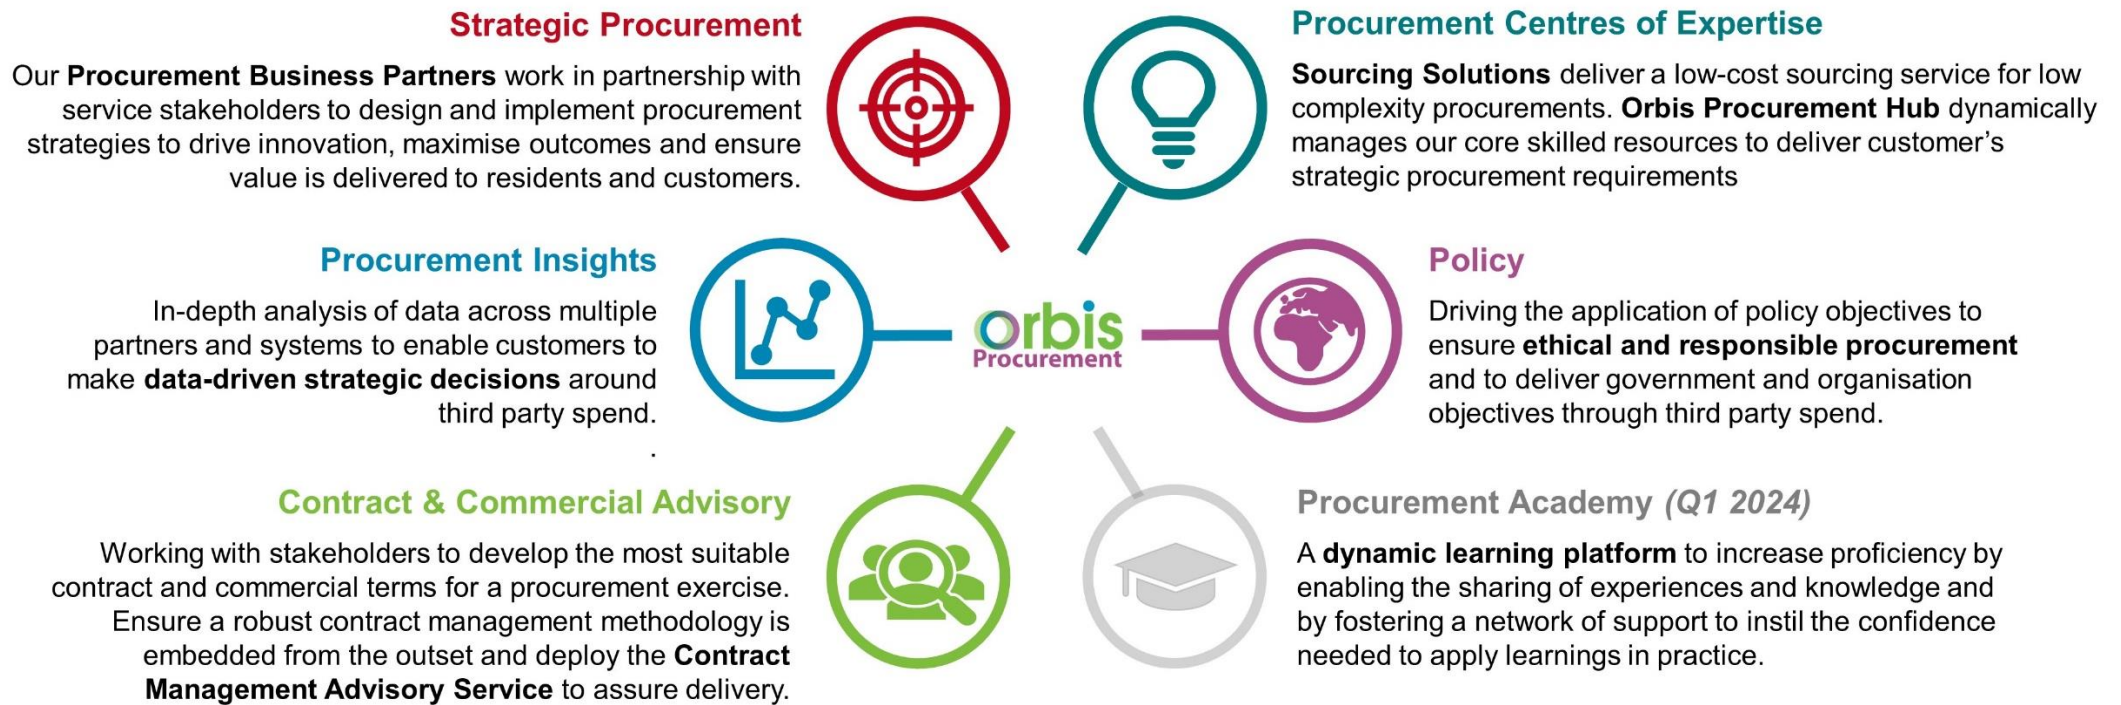 Strategic Procurement
Our Procurement Business Partners work in partnership with
service stakeholders to design and implement procurement
strategies to drive innovation, maximise outcomes and ensure
value is delivered to residents and customers.
Procurement Centres of Expertise
Sourcing Solutions deliver a low-cost sourcing service for low
complexity procurements. Orbis Procurement Hub dynamically
manages our core skilled resources to deliver customer’s
strategic procurement requirements
Procurement Insights
In-depth analysis of data across multiple
partners and systems to enable customers to
make data-driven strategic decisions around
third party spend.
.
orbis
Procurement
Policy
Driving the application of policy objectives to
ensure ethical and responsible procurement
and to deliver government and organisation
objectives through third party spend.
Contract & Commercial Advisory
Working with stakeholders to develop the most suitable
contract and commercial terms for a procurement exercise.
Ensure a robust contract management methodology is
embedded from the outset and deploy the Contract
Management Advisory Service to assure delivery.
Procurement Academy (Q1 2024)
A dynamic learning platform to increase proficiency by
enabling the sharing of experiences and knowledge and
by fostering a network of support to instil the confidence
needed to apply learnings in practice.